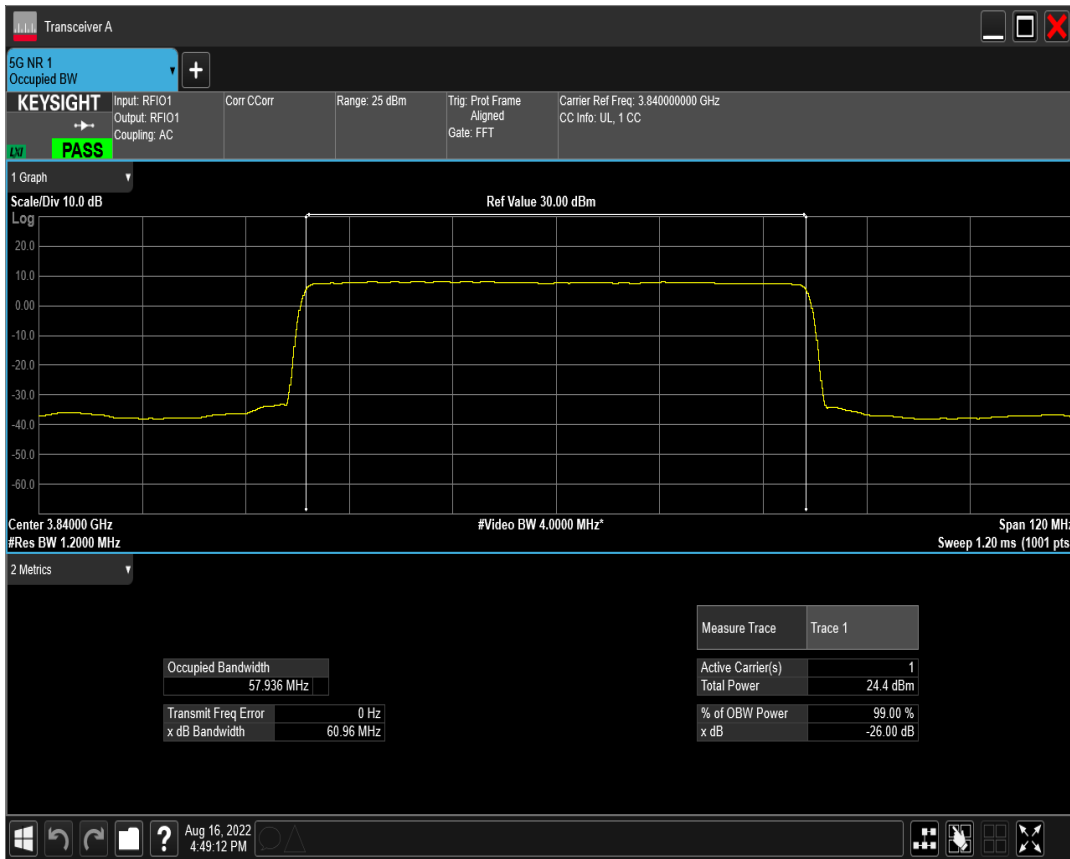 Transceiver A
5G NR 1
Occupied BW
KEYSIGHT
LXI
PASS
Input: RFIO1
Output: RFIO1
Coupling: AC
Corr CCorr
Range: 25 dBm
Trig: Prot Frame
Aligned
Gate: FFT
Carrier Ref Freq: 3.840000000 GHz
CC Info: UL, 1 CC
1 Graph
Scale/Div 10.0 dB
Ref Value 30.00 dBm
Log
20.0
10.0
0.00
-10.0
-20.0
-30.0
-40.0
-50.0
-60.0
Center 3.84000 GHz
#Video BW 4.0000 MHz*
Span 120 MHz
#Res BW 1.2000 MHz
Sweep 1.20 ms (1001 pts
2 Metrics
Measure Trace Trace 1
Occupied Bandwidth
57.936 MHz
Active Carrier(s) 1
Total Power 24.4 dBm
Transmit Freq Error 0 Hz
x dB Bandwidth 60.96 MHz
% of OBW Power 99.00 %
x dB -26.00 dB
?
Aug 16, 2022
4:49:12 PM